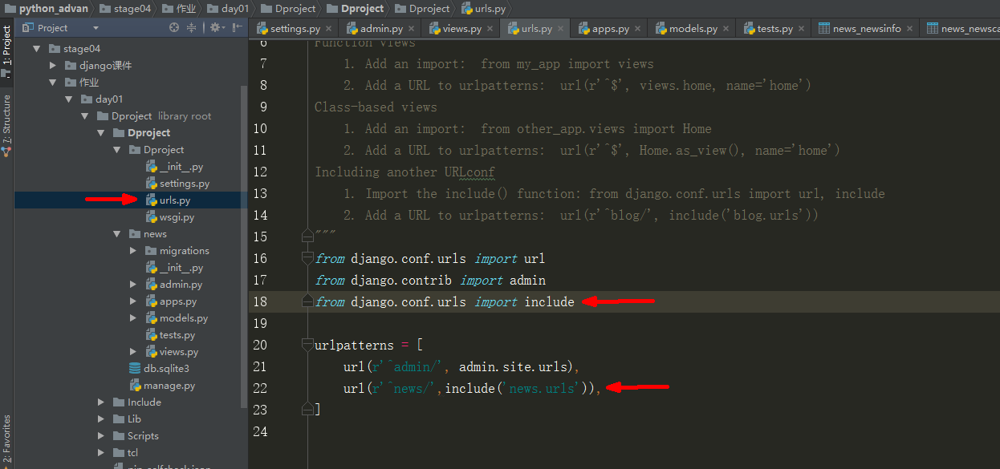 python_advan stage04 作业 day01 Dproject Dproject Dproject urls.py
Project
settings.py admin.py views.py urls.py apps.py models.py tests.py news_newsinfo news_newsca
1: Project
7: Structure
2: Favorites
stage04
django课件
作业
day01
Dproject library root
Dproject
Dproject
__init__.py
settings.py
urls.py
wsgi.py
news
migrations
__init__.py
admin.py
apps.py
models.py
tests.py
views.py
db.sqlite3
manage.py
Include
Lib
Scripts
tcl
6 Function views
7 1. Add an import:  from my_app import views
8 2. Add a URL to urlpatterns:  url(r'^$', views.home, name='home')
9 Class-based views
10 1. Add an import:  from other_app.views import Home
11 2. Add a URL to urlpatterns:  url(r'^$', Home.as_view(), name='home')
12 Including another URLconf
13 1. Import the include() function: from django.conf.urls import url, include
14 2. Add a URL to urlpatterns:  url(r'^blog/', include('blog.urls'))
15 """
16 from django.conf.urls import url
17 from django.contrib import admin
18 from django.conf.urls import include
19
20 urlpatterns = [
21 url(r'^admin/', admin.site.urls),
22 url(r'^news/',include('news.urls')),
23 ]
24